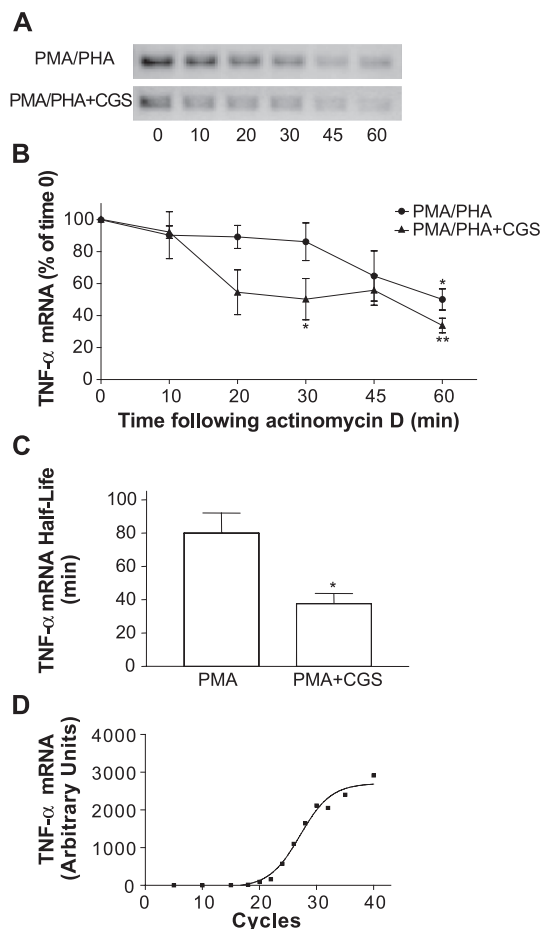 A
PMA/PHA
PMA/PHA+CGS
0 10 20 30 45 60
B
TNF-α mRNA (% of time 0)
100
80
60
40
20
0
PMA/PHA
PMA/PHA+CGS
*
*
**
0 10 20 30 45 60
Time following actinomycin D (min)
C
TNF-α mRNA Half-Life
(min)
100
80
60
40
20
0
*
PMA PMA+CGS
D
TNF-α mRNA
(Arbitrary Units)
4000
3000
2000
1000
0
0 10 20 30 40
Cycles